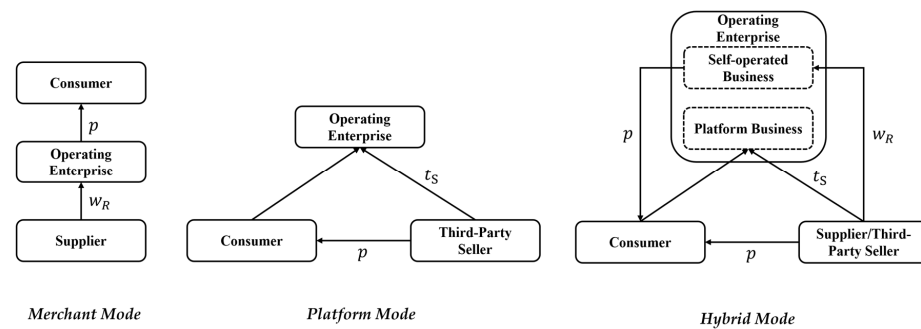 Consumer
p
Operating
Enterprise
w_R
Supplier
Merchant Mode
Operating
Enterprise
t_S
Consumer
p
Third-Party
Seller
Platform Mode
Operating
Enterprise
Self-operated
Business
Platform Business
p
w_R
t_S
Consumer
p
Supplier/Third-
Party Seller
Hybrid Mode